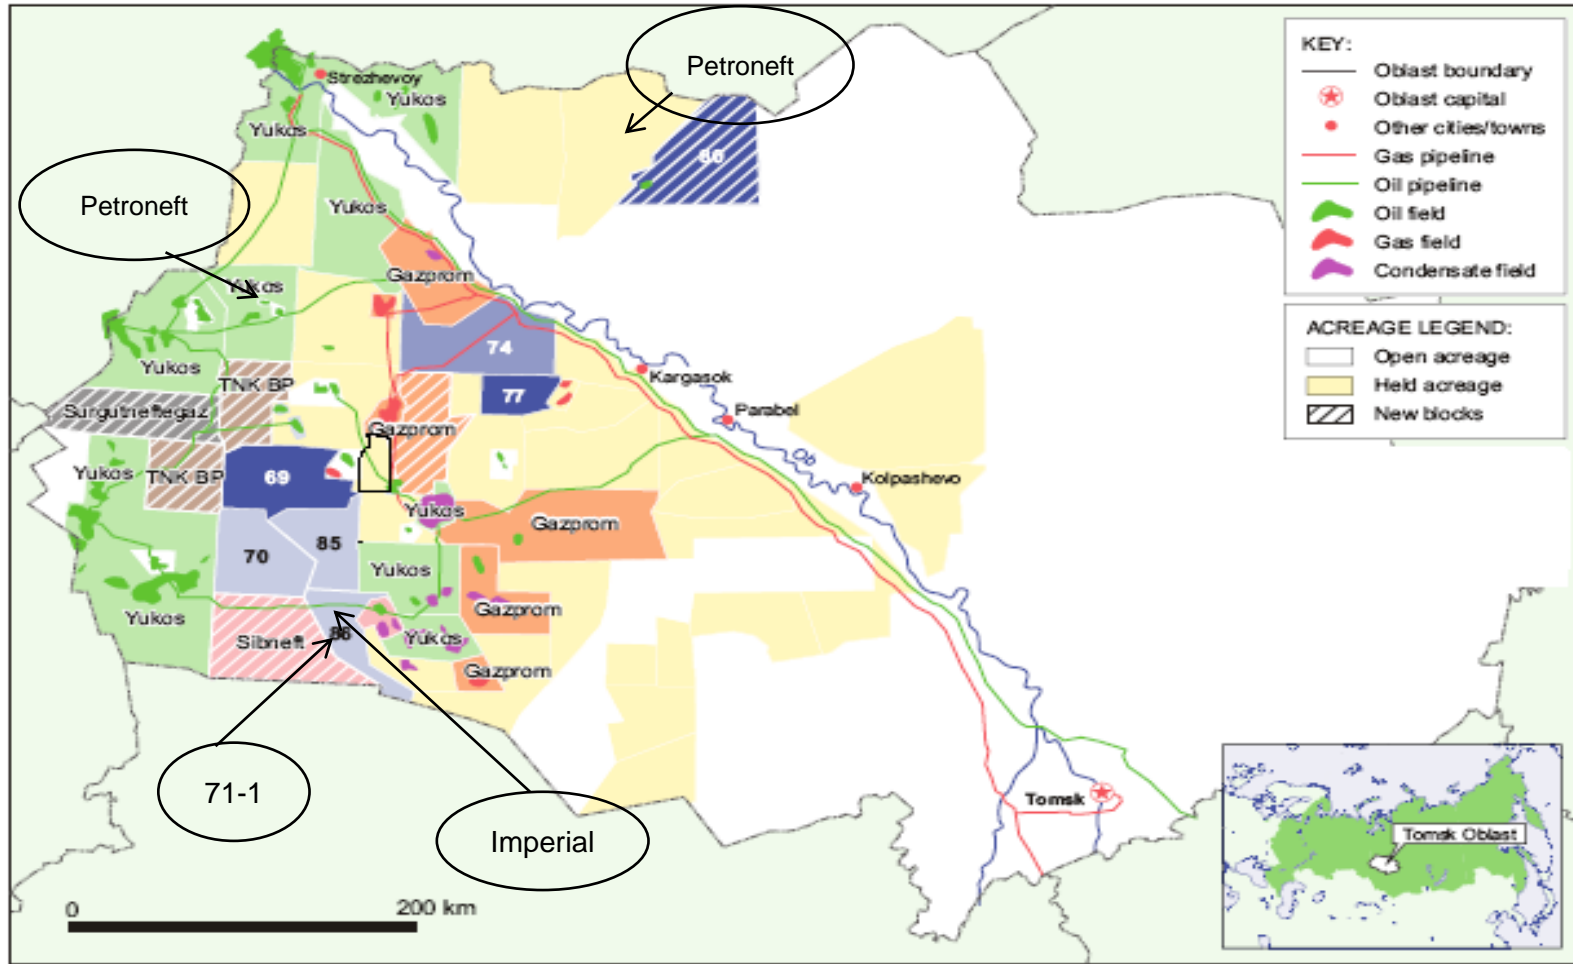 Petroneft
Strezhevoy
Yukos
Yukos
66
Petroneft
Yukos
Yukos
Gazprom
74
Yukos
TNK BP
Kargasok
77
Parabel
Surgutneftegaz
Gazprom
Ob
Yukos
TNK BP
69
Kolpashevo
Yukos
Gazprom
70
85
Yukos
Yukos
Sibneft
86
Yukos
Gazprom
Gazprom
71-1
Imperial
Tomsk
0
200 km
KEY:
Oblast boundary
Oblast capital
Other cities/towns
Gas pipeline
Oil pipeline
Oil field
Gas field
Condensate field
ACREAGE LEGEND:
Open acreage
Held acreage
New blocks
Tomsk Oblast